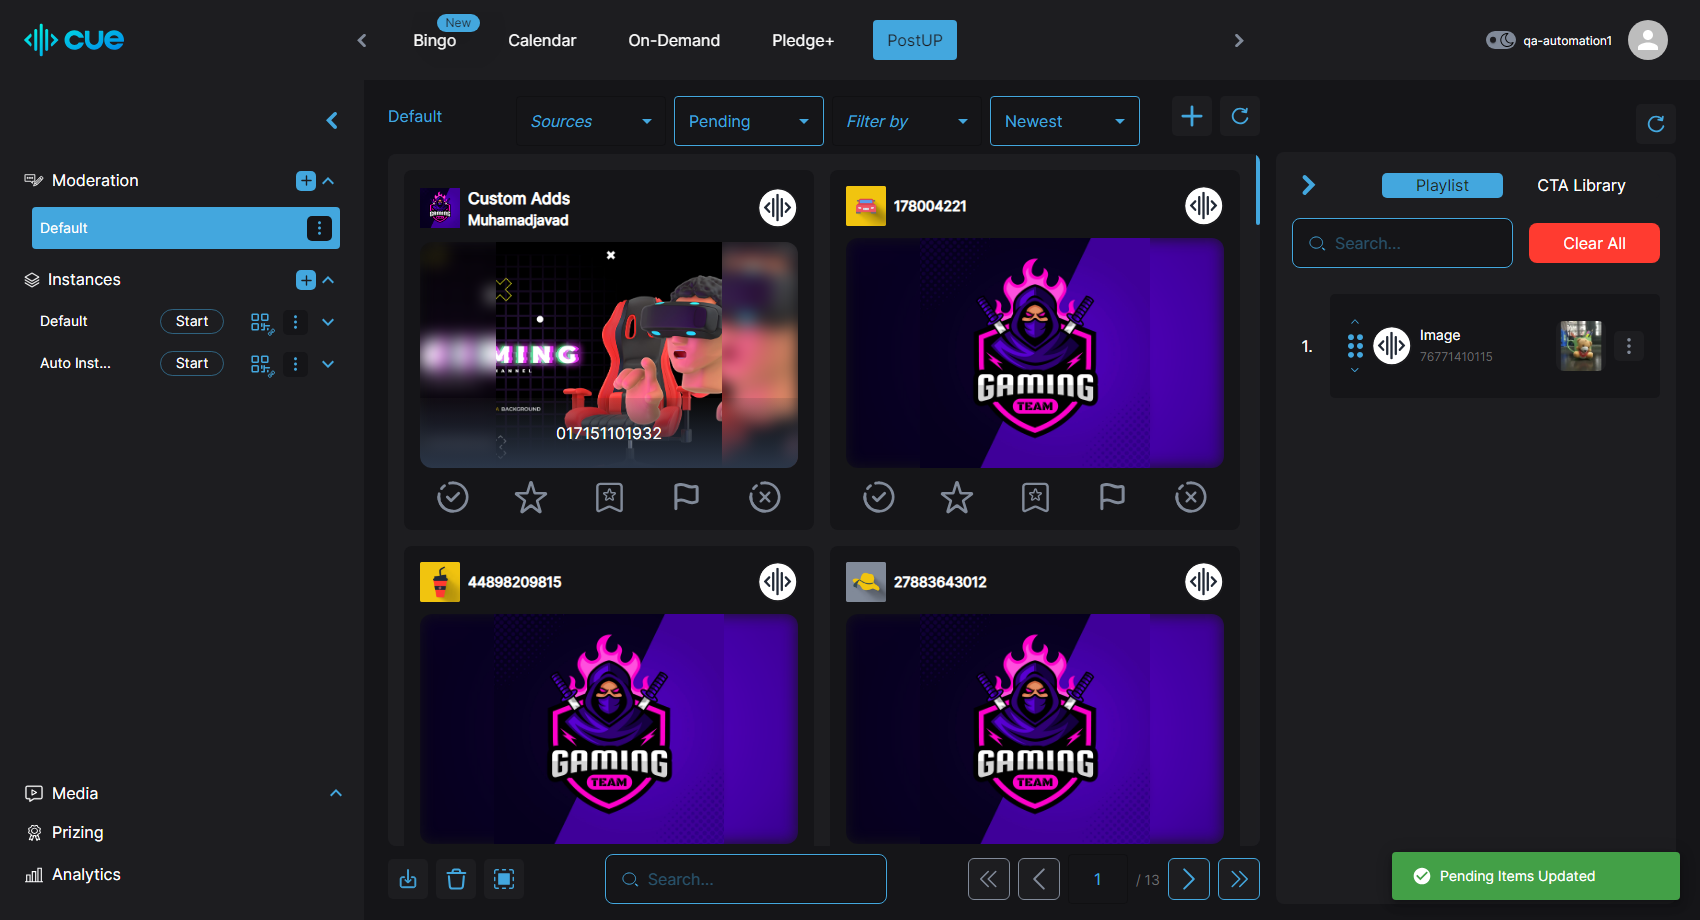 cue
New
Bingo
Calendar
On-Demand
Pledge+
PostUP
qa-automation1
Default
Sources
Pending
Filter by
Newest
Moderation
Default
Instances
Default
Start
Auto Inst...
Start
Media
Prizing
Analytics
Custom Adds
Muhamadjavad
MING
BACKGROUND
017151101932
178004221
GAMING
TEAM
44898209815
GAMING
TEAM
27883643012
GAMING
TEAM
Search...
1
/ 13
Playlist
CTA Library
Search...
Clear All
1.
Image
76771410115
Pending Items Updated